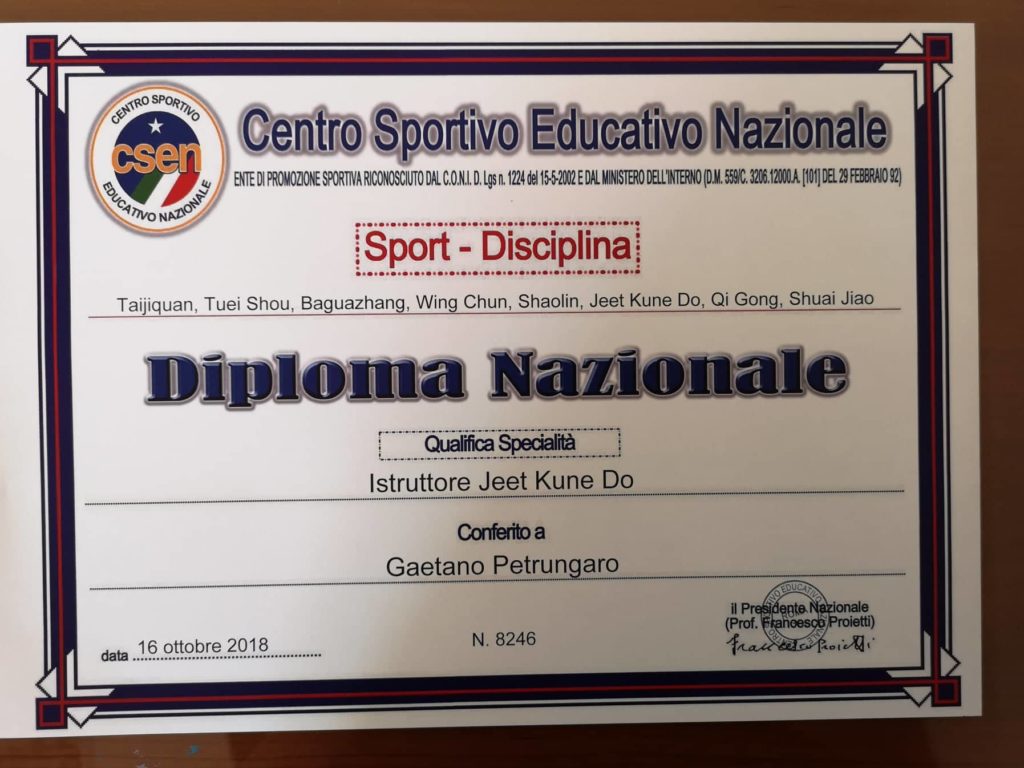 CENTRO SPORTIVO
csen
EDUCATIVO NAZIONALE
Centro Sportivo Educativo Nazionale
ENTE DI PROMOZIONE SPORTIVA RICONOSCIUTO DAL C.O.N.I. D. Lgs n. 1224 del 15-5-2002 E DAL MINISTERO DELL'INTERNO (D.M. 559/C. 3206.12000.A. [101] DEL 29 FEBBRAIO 92)
Sport - Disciplina
Taijiquan, Tuei Shou, Baguazhang, Wing Chun, Shaolin, Jeet Kune Do, Qi Gong, Shuai Jiao
Diploma Nazionale
Qualifica Specialità
Istruttore Jeet Kune Do
Conferito a
Gaetano Petrungaro
il Presidente Nazionale
(Prof. Francesco Proietti)
Francesco Proietti
data 16 ottobre 2018
N. 8246